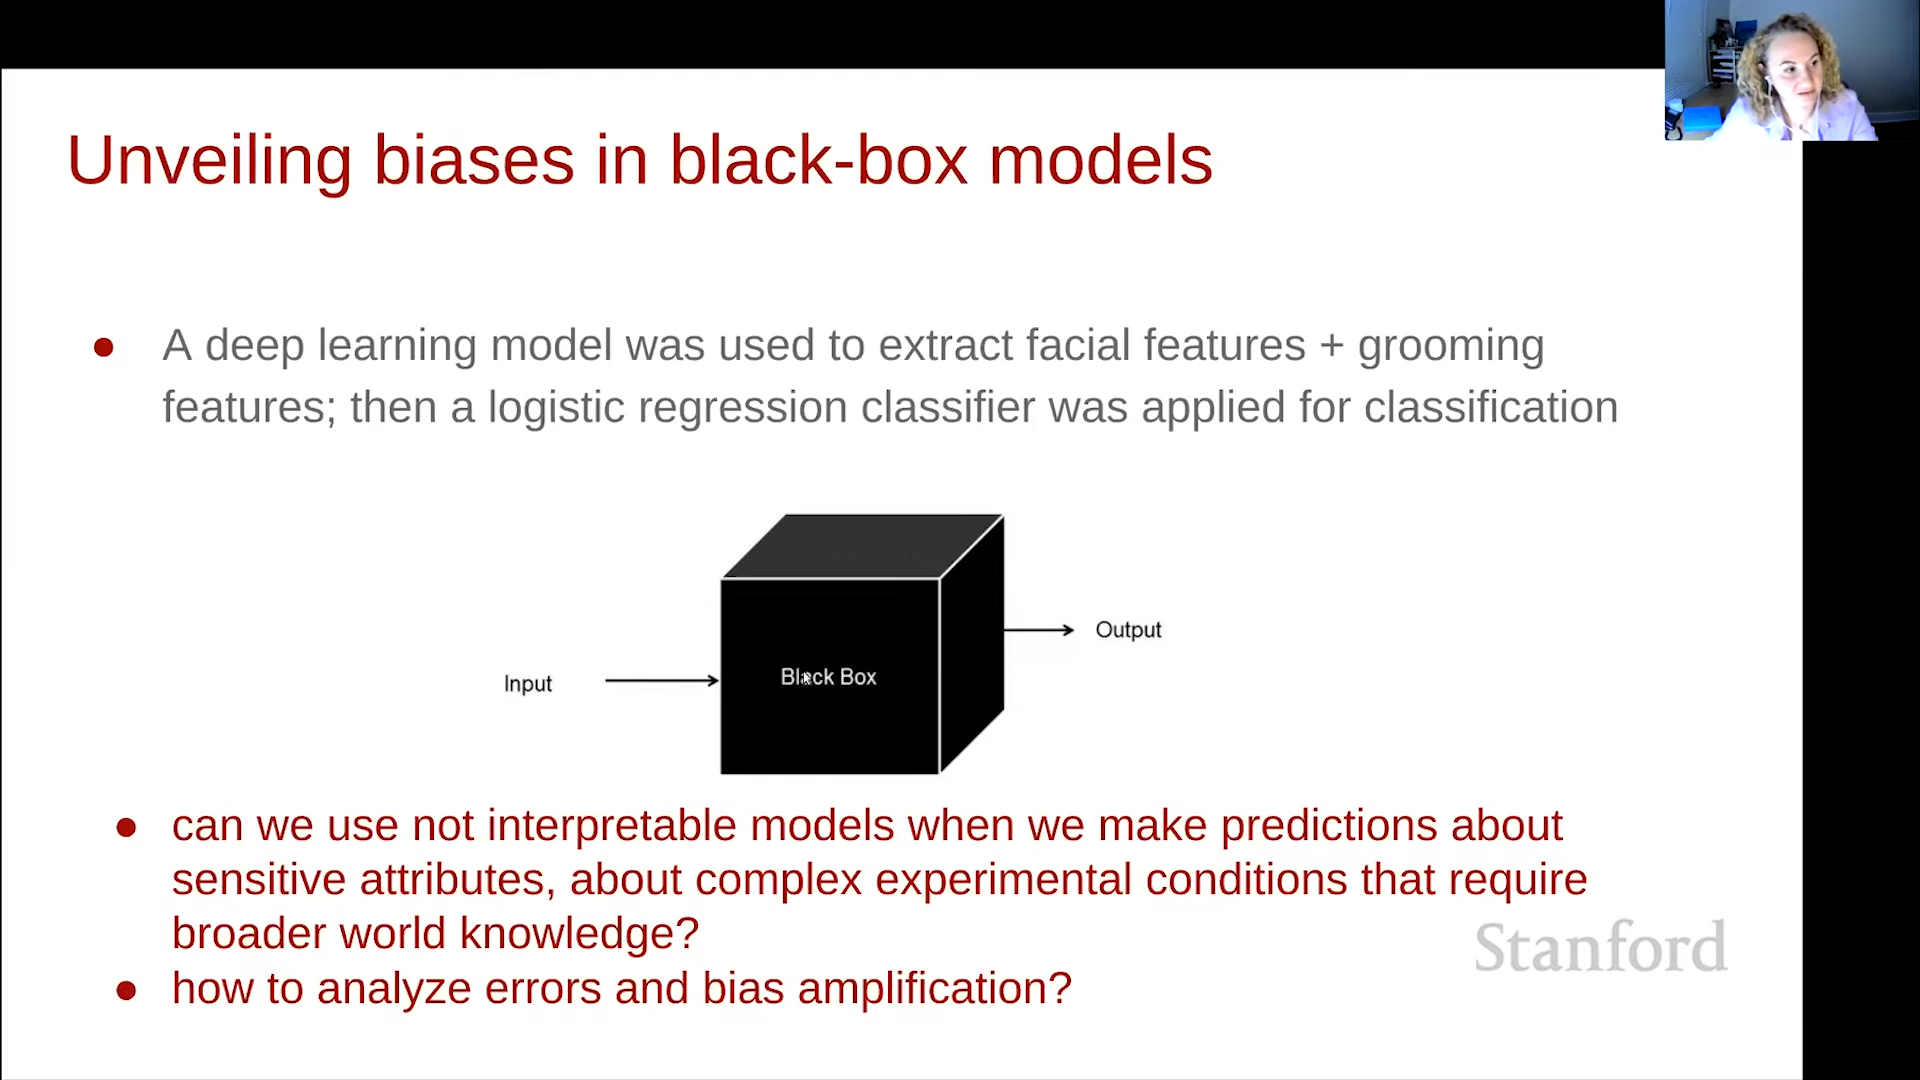 Unveiling biases in black-box models
● A deep learning model was used to extract facial features + grooming
features; then a logistic regression classifier was applied for classification
Output
Black Box
Input
● can we use not interpretable models when we make predictions about
sensitive attributes, about complex experimental conditions that require
broader world knowledge?
Stanford
● how to analyze errors and bias amplification?